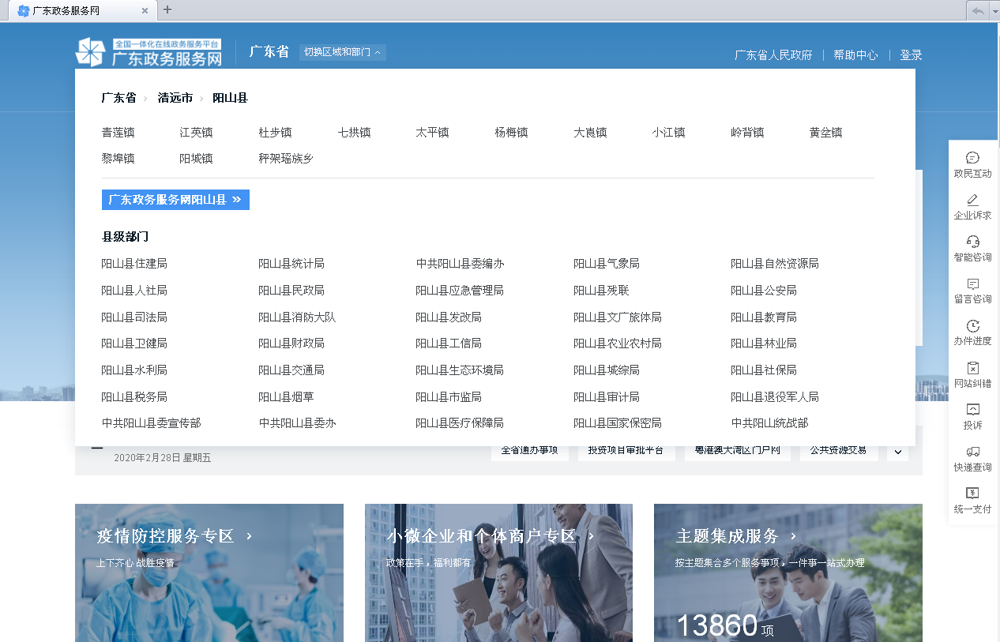 广东政务服务网
全国一体化在线政务服务平台
广东政务服务网
广东省 切换区域和部门
广东省人民政府 | 帮助中心 | 登录
广东省 > 清远市 > 阳山县
青莲镇 江英镇 杜步镇 七拱镇 太平镇 杨梅镇 大崀镇 小江镇 岭背镇 黄坌镇
黎埠镇 阳城镇 秤架瑶族乡
广东政务服务网阳山县 »
县级部门
阳山县住建局 阳山县统计局 中共阳山县委编办 阳山县气象局 阳山县自然资源局
阳山县人社局 阳山县民政局 阳山县应急管理局 阳山县残联 阳山县公安局
阳山县司法局 阳山县消防大队 阳山县发改局 阳山县文广旅体局 阳山县教育局
阳山县卫健局 阳山县财政局 阳山县工信局 阳山县农业农村局 阳山县林业局
阳山县水利局 阳山县交通局 阳山县生态环境局 阳山县城综局 阳山县社保局
阳山县税务局 阳山县烟草 阳山县市监局 阳山县审计局 阳山县退役军人局
中共阳山县委宣传部 中共阳山县委办 阳山县医疗保障局 阳山县国家保密局 中共阳山统战部
政民互动
企业诉求
智能咨询
留言咨询
办件进度
网站纠错
投诉
快递查询
统一支付
2020年2月28日 星期五
全省通办事项 投资项目审批平台 粤港澳大湾区门户网 公共资源交易
疫情防控服务专区 >
上下齐心 战胜疫情
小微企业和个体商户专区 >
政策在手，福利都有
主题集成服务 >
按主题集合多个服务事项，一件事一站式办理
13860 项